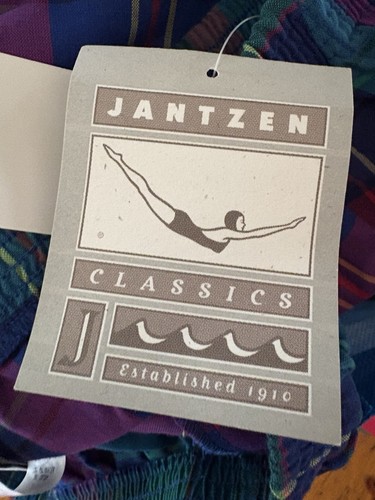 JANTZEN
CLASSICS
J
Established 1910